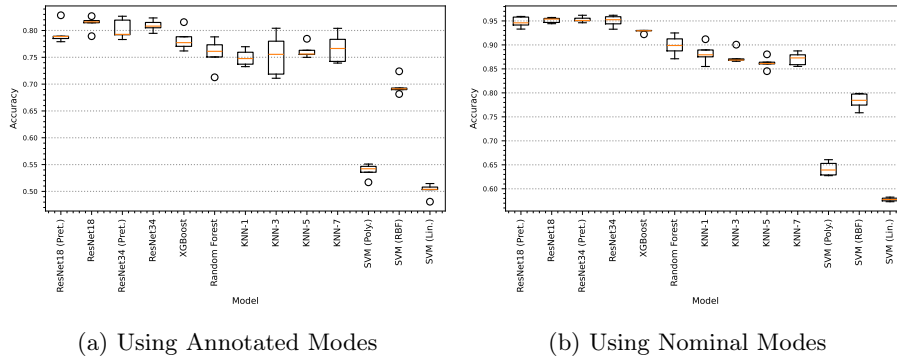 0.80
0.75
0.70
0.65
0.60
0.55
0.50
Accuracy
ResNet18 (Pret.)
ResNet18
ResNet34 (Pret.)
ResNet34
XGBoost
Random Forest
KNN-1
KNN-3
KNN-5
KNN-7
SVM (Poly.)
SVM (RBF)
SVM (Lin.)
Model
(a) Using Annotated Modes
0.95
0.90
0.85
0.80
0.75
0.70
0.65
0.60
Accuracy
ResNet18 (Pret.)
ResNet18
ResNet34 (Pret.)
ResNet34
XGBoost
Random Forest
KNN-1
KNN-3
KNN-5
KNN-7
SVM (Poly.)
SVM (RBF)
SVM (Lin.)
Model
(b) Using Nominal Modes